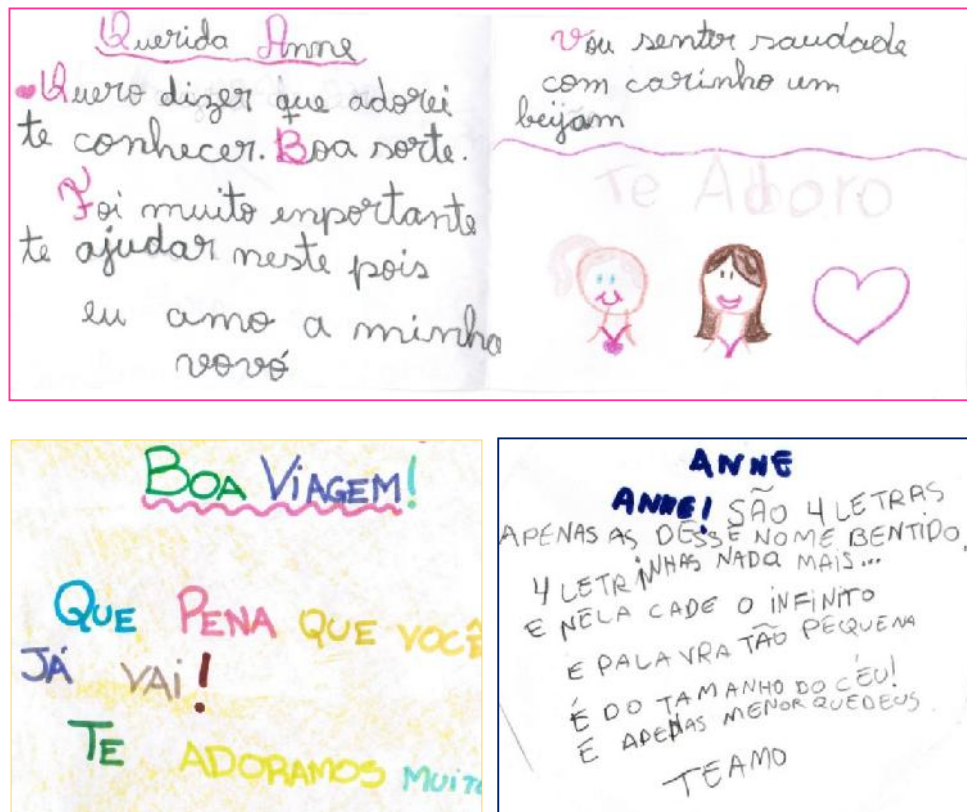 Querida Anne
Quero dizer que adorei
te conhecer. Boa sorte.
Foi muito enportante
te ajudar neste pois
eu amo a minha
vovó
Vou sentir saudade
com carinho um
beijam
Te Adoro
BOA VIAGEM!
QUE PENA QUE VOCÊ
JÁ VAI!
TE ADORAMOS MUITO
ANNE
ANNE! SÃO 4 LETRAS
APENAS AS DESSE NOME BENTIDO,
4 LETRINHAS NADA MAIS...
E NELA CADE O INFINITO
E PALAVRA TÃO PEQUENA
É DO TAMANHO DO CÉU!
E APENAS MENOR QUE DEUS.
TE AMO